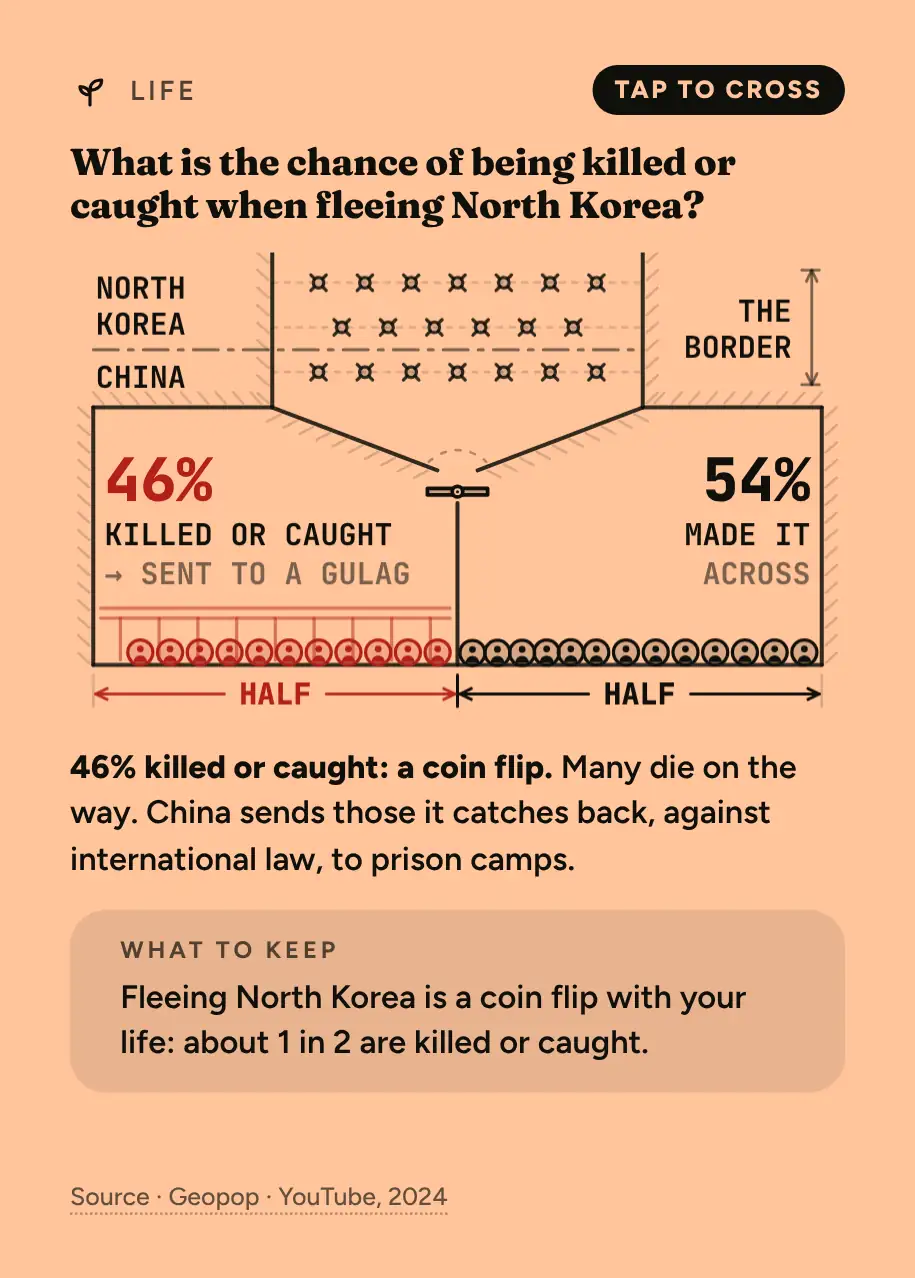 LIFE
TAP TO CROSS
What is the chance of being killed or
caught when fleeing North Korea?
NORTH
KOREA
CHINA
THE
BORDER
46%
KILLED OR CAUGHT
→ SENT TO A GULAG
54%
MADE IT
ACROSS
HALF
HALF
46% killed or caught: a coin flip. Many die on the
way. China sends those it catches back, against
international law, to prison camps.
WHAT TO KEEP
Fleeing North Korea is a coin flip with your
life: about 1 in 2 are killed or caught.
Source · Geopop · YouTube, 2024